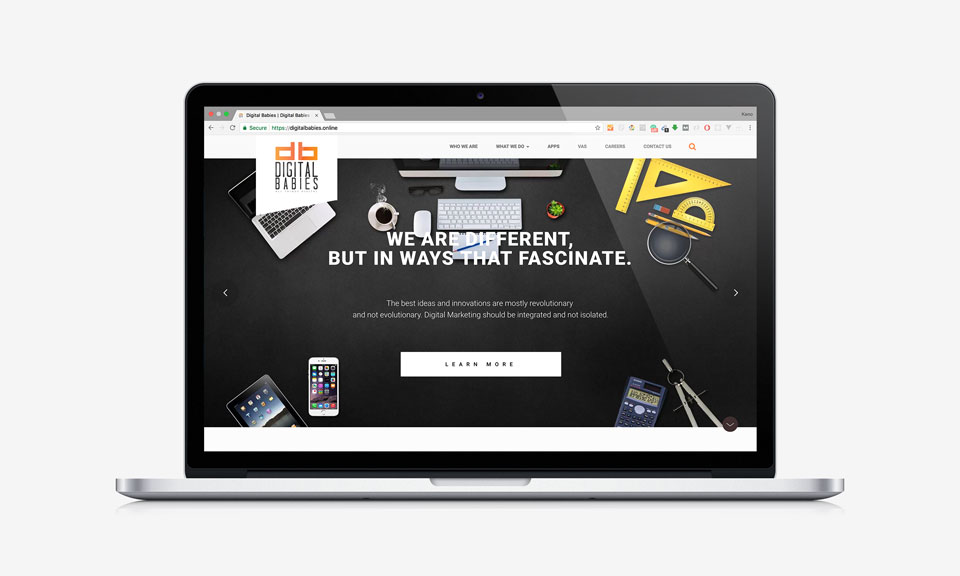 Digital Babies | Digital Babies
Kano
Secure
https://digitalbabies.online
db
DIGITAL
BABIES
WHO WE ARE
WHAT WE DO
APPS
VAS
CAREERS
CONTACT US
WE ARE DIFFERENT,
BUT IN WAYS THAT FASCINATE.
The best ideas and innovations are mostly revolutionary
and not evolutionary. Digital Marketing should be integrated and not isolated.
LEARN MORE